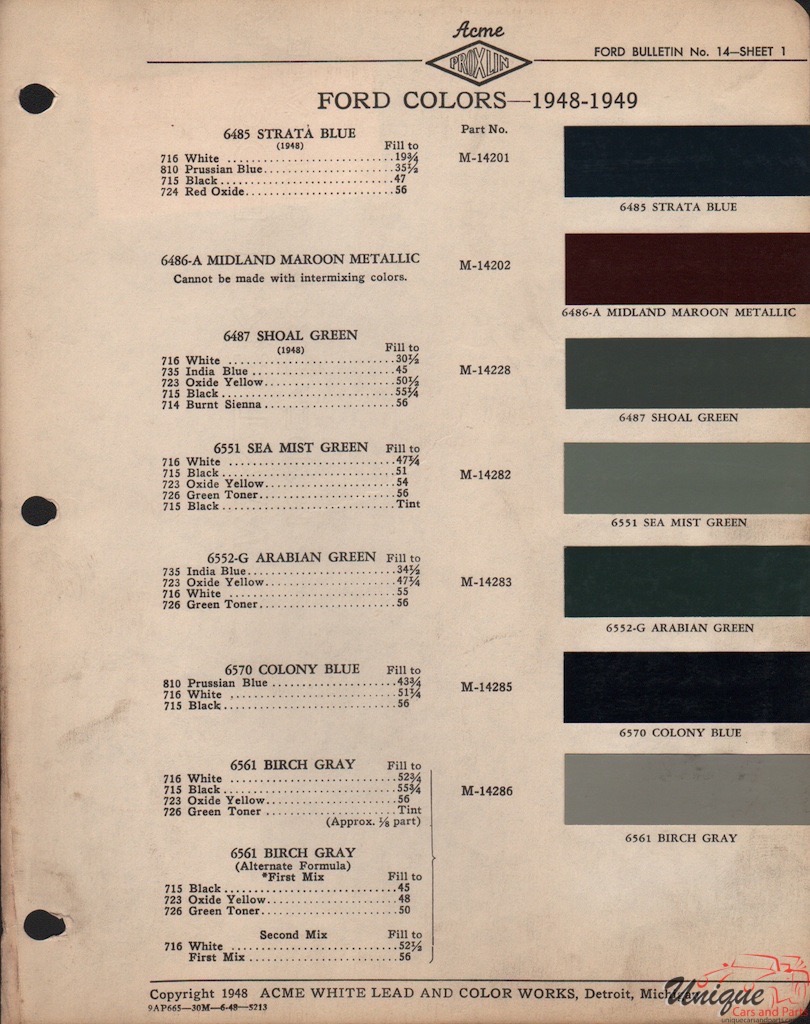 Acme
PROXLIN
FORD BULLETIN No. 14—SHEET 1
FORD COLORS—1948-1949
Part No.
6485 STRATA BLUE
(1948)
Fill to
716 White ..........................19¾
810 Prussian Blue....................35½
715 Black...........................47
724 Red Oxide.......................56
M-14201
6485 STRATA BLUE
6486-A MIDLAND MAROON METALLIC
Cannot be made with intermixing colors.
M-14202
6486-A MIDLAND MAROON METALLIC
6487 SHOAL GREEN
(1948)
Fill to
716 White ..........................30½
735 India Blue ......................45
723 Oxide Yellow....................50½
715 Black...........................55¼
714 Burnt Sienna....................56
M-14228
6487 SHOAL GREEN
6551 SEA MIST GREEN Fill to
716 White ..........................47¾
715 Black...........................51
723 Oxide Yellow....................54
726 Green Toner.....................56
715 Black...........................Tint
M-14282
6551 SEA MIST GREEN
6552-G ARABIAN GREEN Fill to
735 India Blue......................34½
723 Oxide Yellow....................47¼
716 White ..........................55
726 Green Toner.....................56
M-14283
6552-G ARABIAN GREEN
6570 COLONY BLUE Fill to
810 Prussian Blue ...................43¾
716 White ..........................51¼
715 Black...........................56
M-14285
6570 COLONY BLUE
6561 BIRCH GRAY Fill to
716 White ..........................52¾
715 Black...........................55¾
723 Oxide Yellow....................56
726 Green Toner ....................Tint
(Approx. ⅛ part)
M-14286
6561 BIRCH GRAY
6561 BIRCH GRAY
(Alternate Formula)
*First Mix Fill to
715 Black...........................45
723 Oxide Yellow....................48
726 Green Toner.....................50
Second Mix Fill to
716 White ..........................52½
First Mix ..........................56
Copyright 1948 ACME WHITE LEAD AND COLOR WORKS, Detroit, Michigan
9AP665—30M—6-48—5213
Unique
Cars and Parts
uniquecarsandparts.com